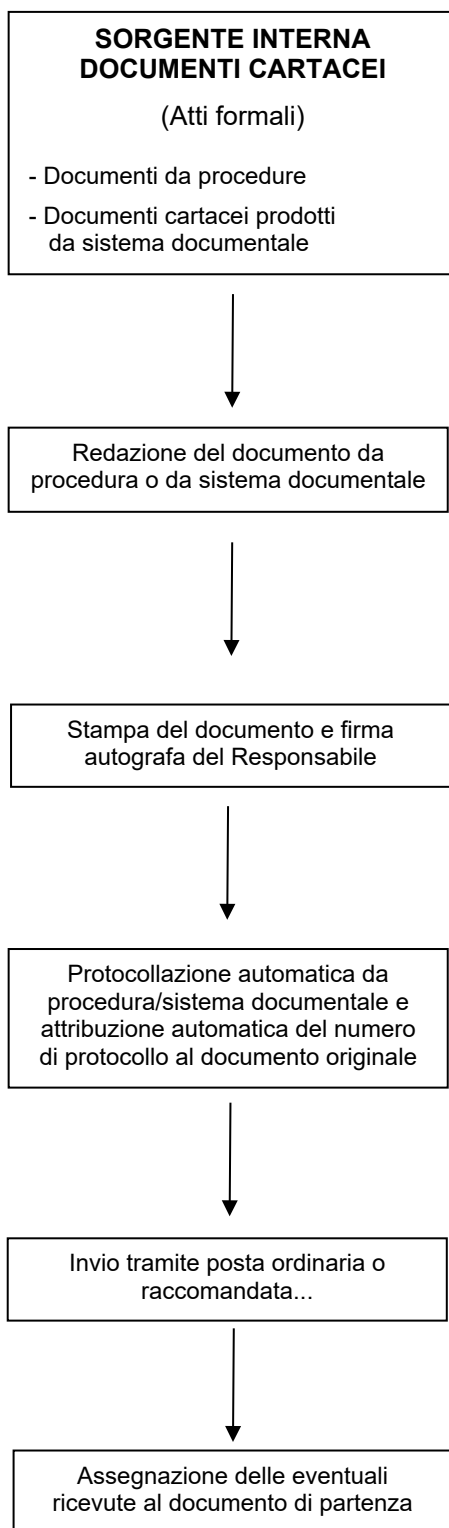 SORGENTE INTERNA
DOCUMENTI CARTACEI
(Atti formali)
- Documenti da procedure
- Documenti cartacei prodotti
da sistema documentale
Redazione del documento da
procedura o da sistema documentale
Stampa del documento e firma
autografa del Responsabile
Protocollazione automatica da
procedura/sistema documentale e
attribuzione automatica del numero
di protocollo al documento originale
Invio tramite posta ordinaria o
raccomandata...
Assegnazione delle eventuali
ricevute al documento di partenza